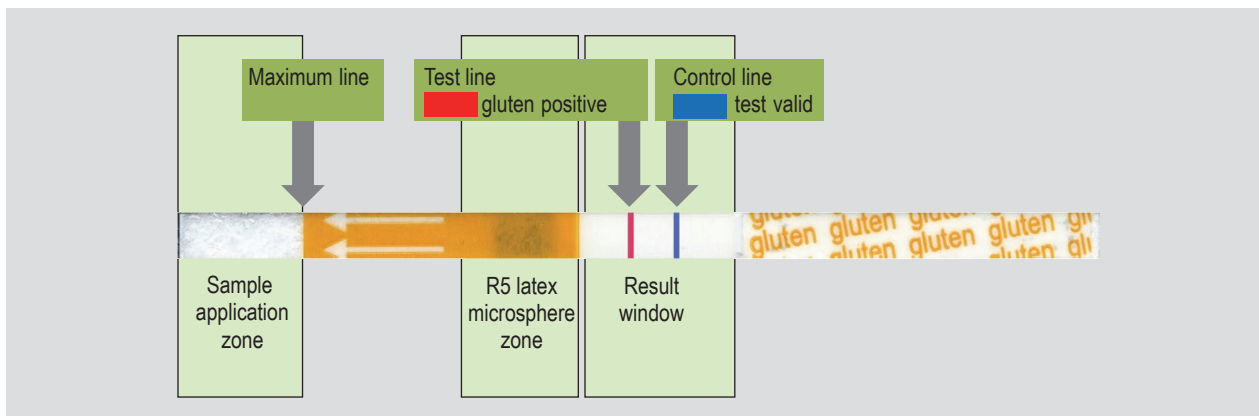 Maximum line
Test line
gluten positive
Control line
test valid
gluten gluten gluten gluten
gluten gluten gluten
Sample
application
zone
R5 latex
microsphere
zone
Result
window